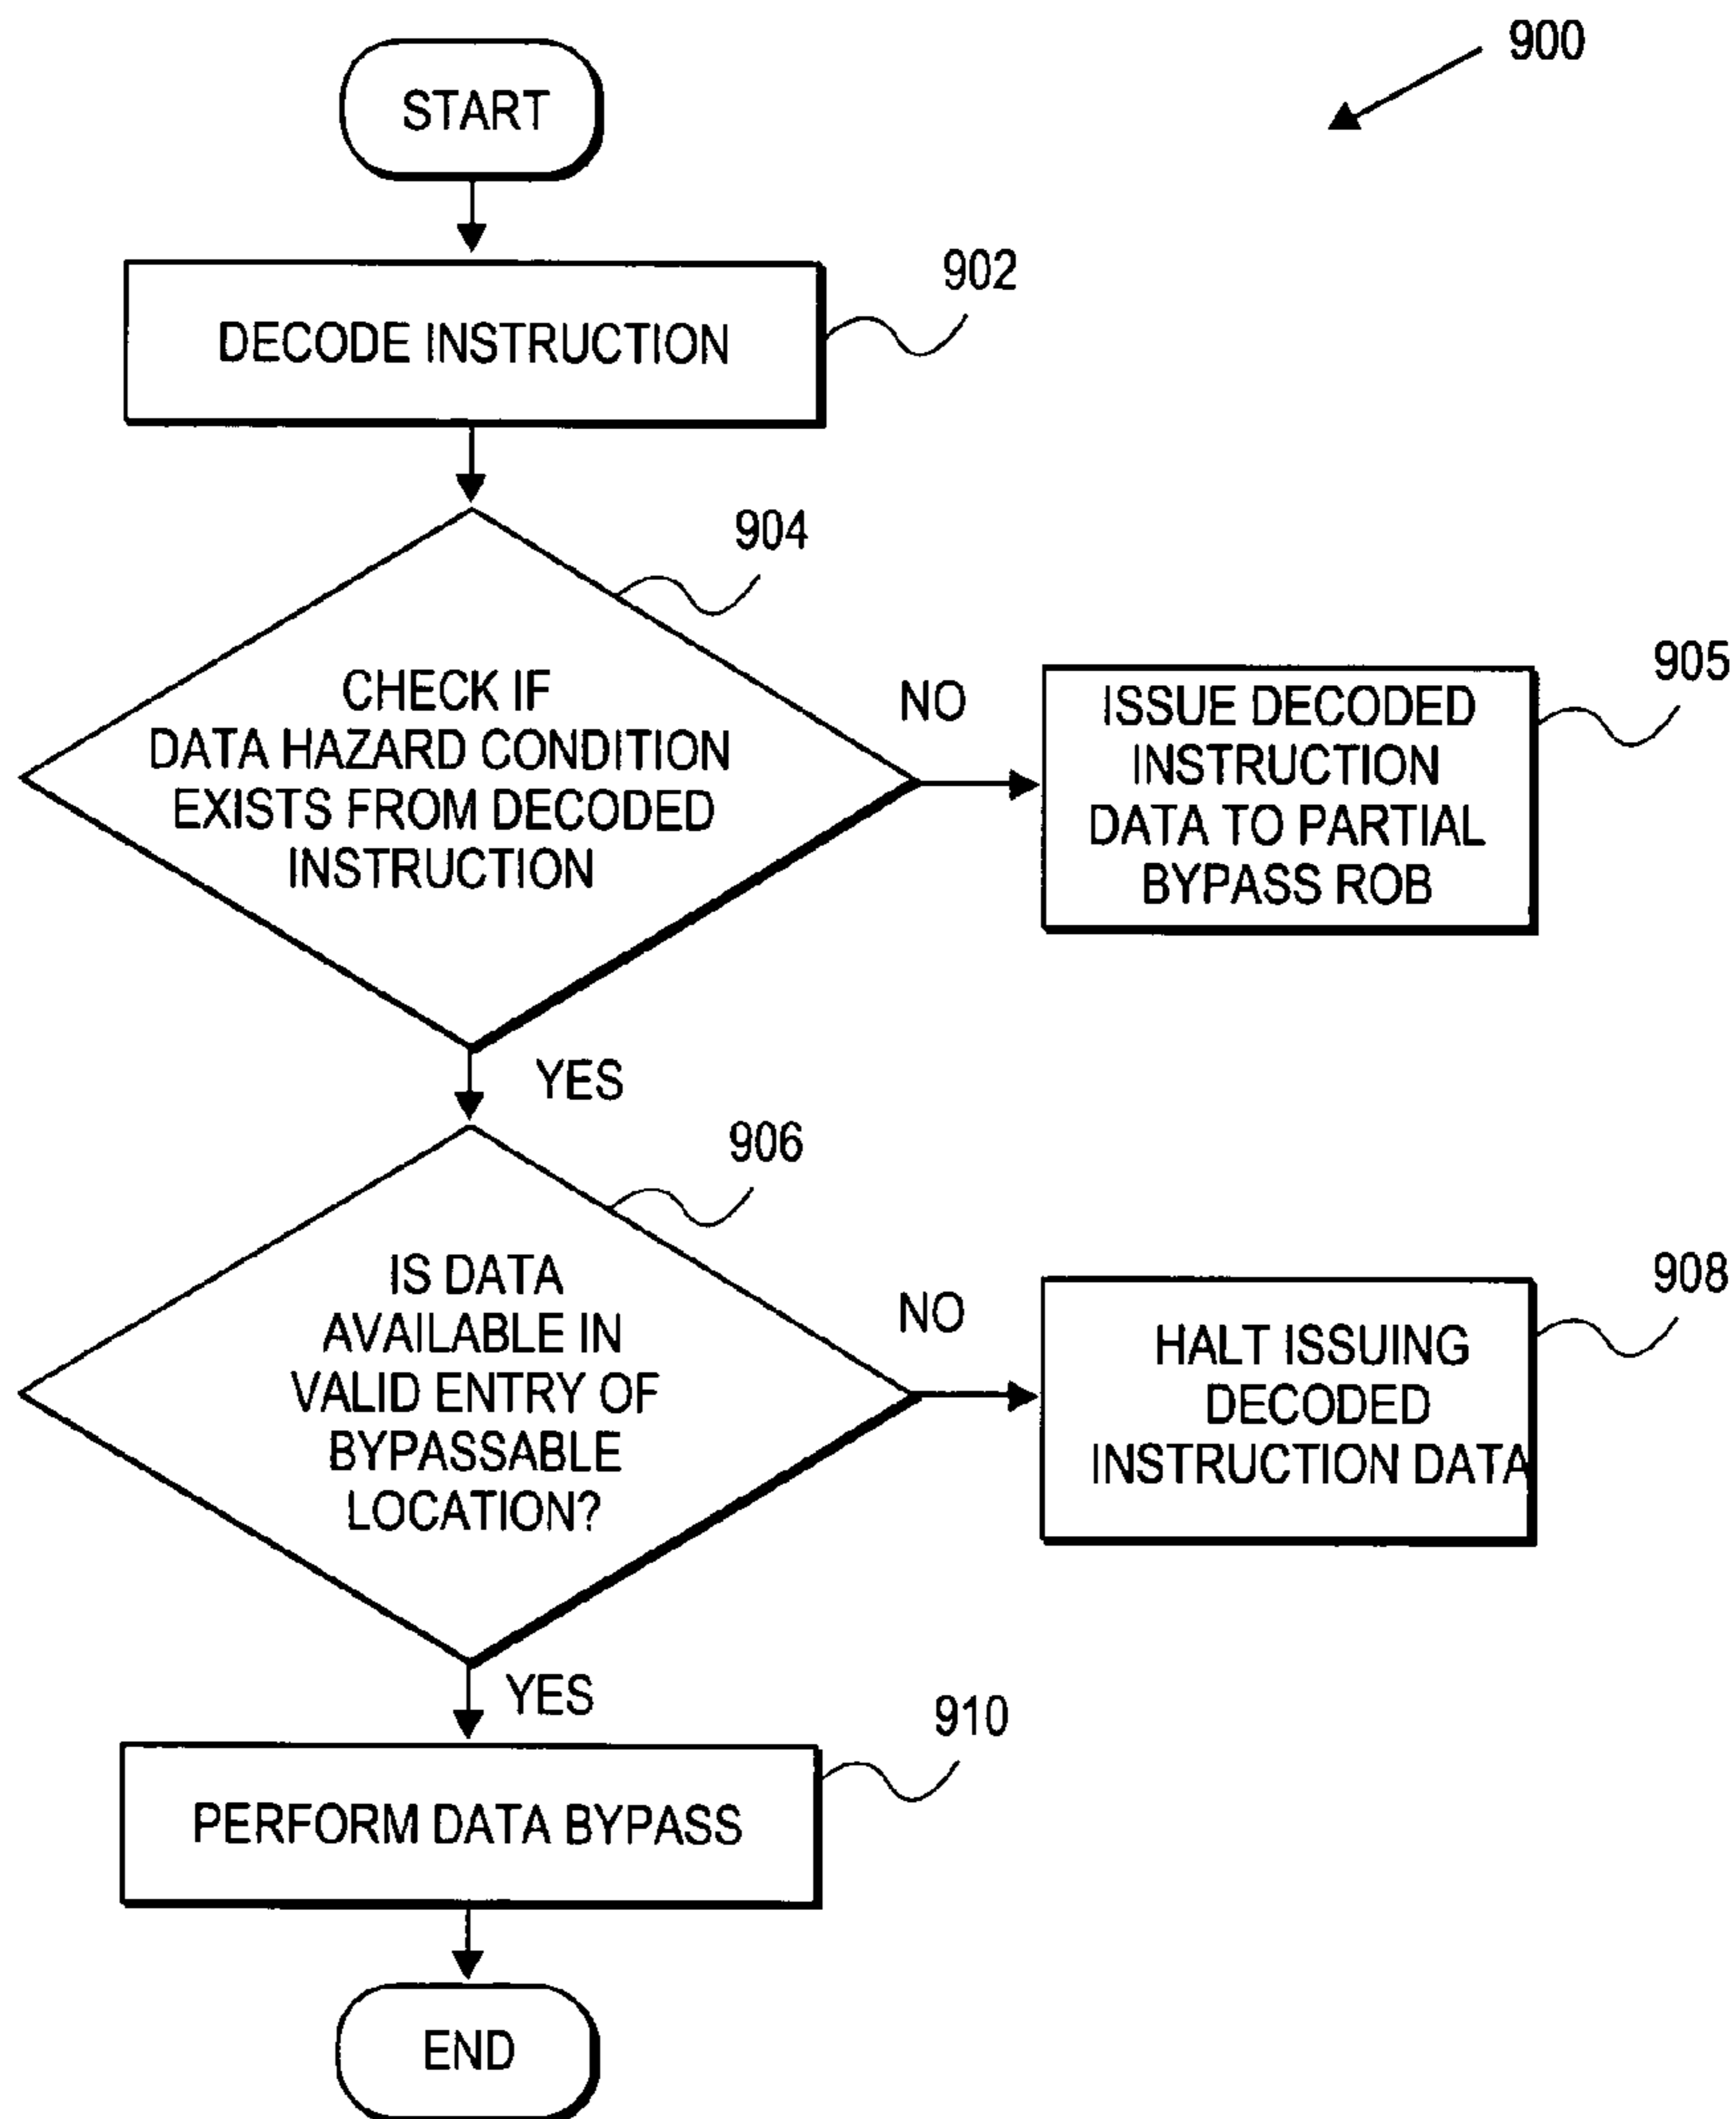 900
START
902
DECODE INSTRUCTION
904
CHECK IF
DATA HAZARD CONDITION
EXISTS FROM DECODED
INSTRUCTION
NO
905
ISSUE DECODED
INSTRUCTION
DATA TO PARTIAL
BYPASS ROB
YES
906
IS DATA
AVAILABLE IN
VALID ENTRY OF
BYPASSABLE
LOCATION?
NO
908
HALT ISSUING
DECODED
INSTRUCTION DATA
YES
910
PERFORM DATA BYPASS
END